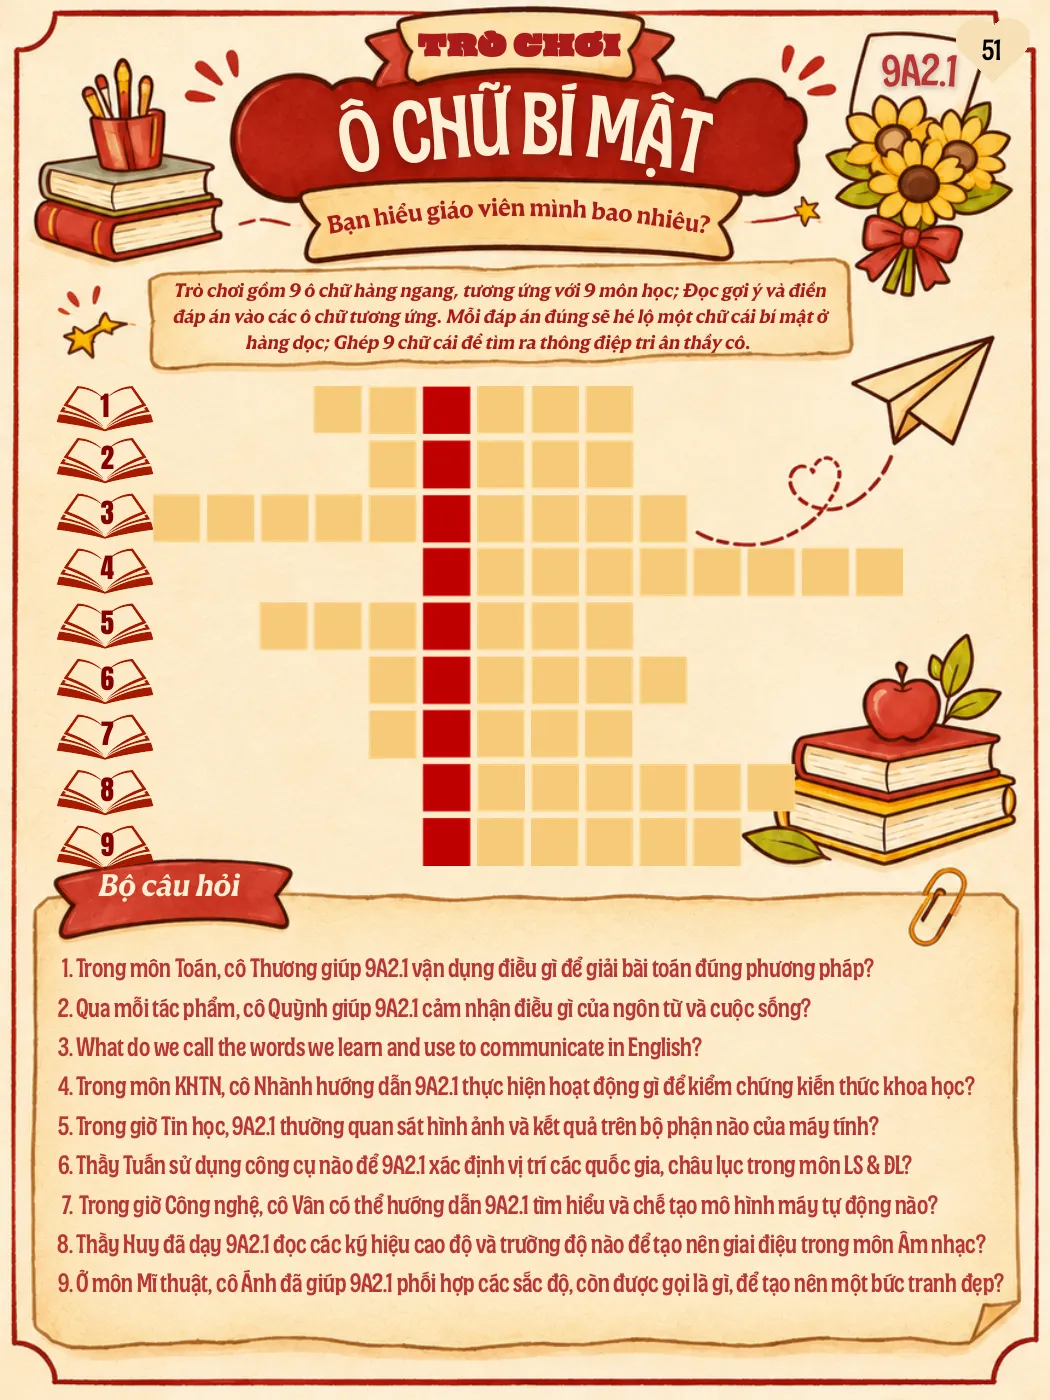 TRÒ CHƠI
51
9A2.1
Ô CHỮ BÍ MẬT
Bạn hiểu giáo viên mình bao nhiêu?
Trò chơi gồm 9 ô chữ hàng ngang, tương ứng với 9 môn học; Đọc gợi ý và điền
đáp án vào các ô chữ tương ứng. Mỗi đáp án đúng sẽ hé lộ một chữ cái bí mật ở
hàng dọc; Ghép 9 chữ cái để tìm ra thông điệp tri ân thầy cô.
1
2
3
4
5
6
7
8
9
Bộ câu hỏi
1. Trong môn Toán, cô Thương giúp 9A2.1 vận dụng điều gì để giải bài toán đúng phương pháp?
2. Qua mỗi tác phẩm, cô Quỳnh giúp 9A2.1 cảm nhận điều gì của ngôn từ và cuộc sống?
3. What do we call the words we learn and use to communicate in English?
4. Trong môn KHTN, cô Nhành hướng dẫn 9A2.1 thực hiện hoạt động gì để kiểm chứng kiến thức khoa học?
5. Trong giờ Tin học, 9A2.1 thường quan sát hình ảnh và kết quả trên bộ phận nào của máy tính?
6. Thầy Tuấn sử dụng công cụ nào để 9A2.1 xác định vị trí các quốc gia, châu lục trong môn LS & ĐL?
7. Trong giờ Công nghệ, cô Vân có thể hướng dẫn 9A2.1 tìm hiểu và chế tạo mô hình máy tự động nào?
8. Thầy Huy đã dạy 9A2.1 đọc các ký hiệu cao độ và trường độ nào để tạo nên giai điệu trong môn Âm nhạc?
9. Ở môn Mĩ thuật, cô Ánh đã giúp 9A2.1 phối hợp các sắc độ, còn được gọi là gì, để tạo nên một bức tranh đẹp?